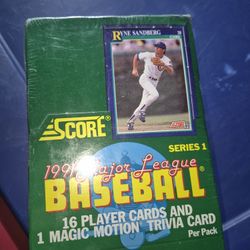 RYNE SANDBERG
SCORE
SERIES 1
1991 Major League
BASEBALL
16 PLAYER CARDS AND
1 MAGIC MOTION TRIVIA CARD
Per Pack